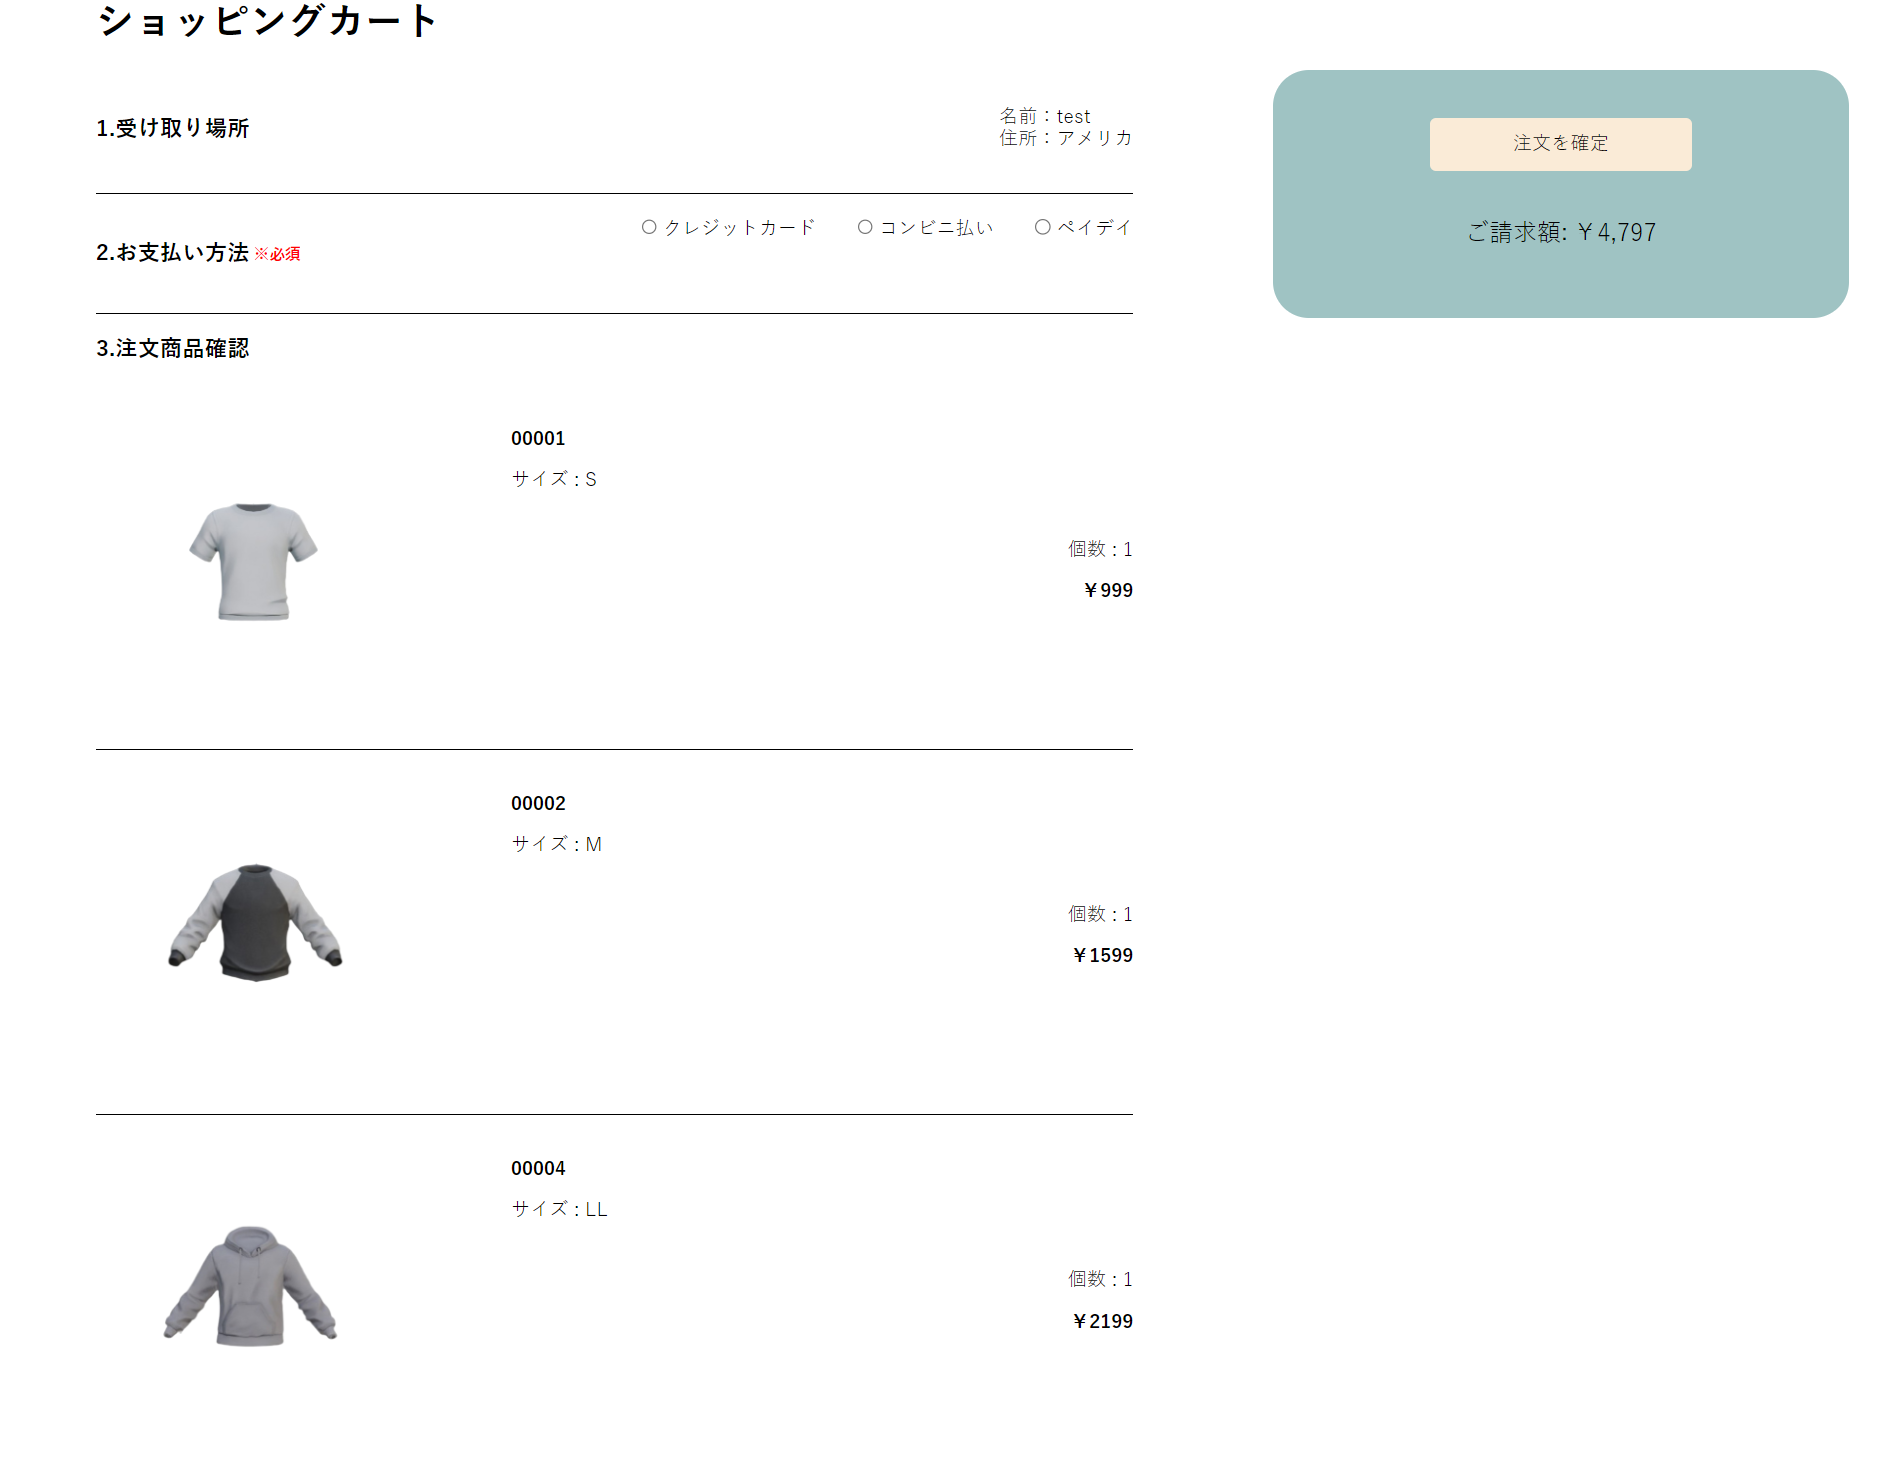 ショッピングカート
1.受け取り場所
名前：test
住所：アメリカ
2.お支払い方法 ※必須
クレジットカード コンビニ払い ペイデイ
3.注文商品確認
00001
サイズ : S
個数 : 1
￥999
00002
サイズ : M
個数 : 1
￥1599
00004
サイズ : LL
個数 : 1
￥2199
注文を確定
ご請求額: ￥4,797